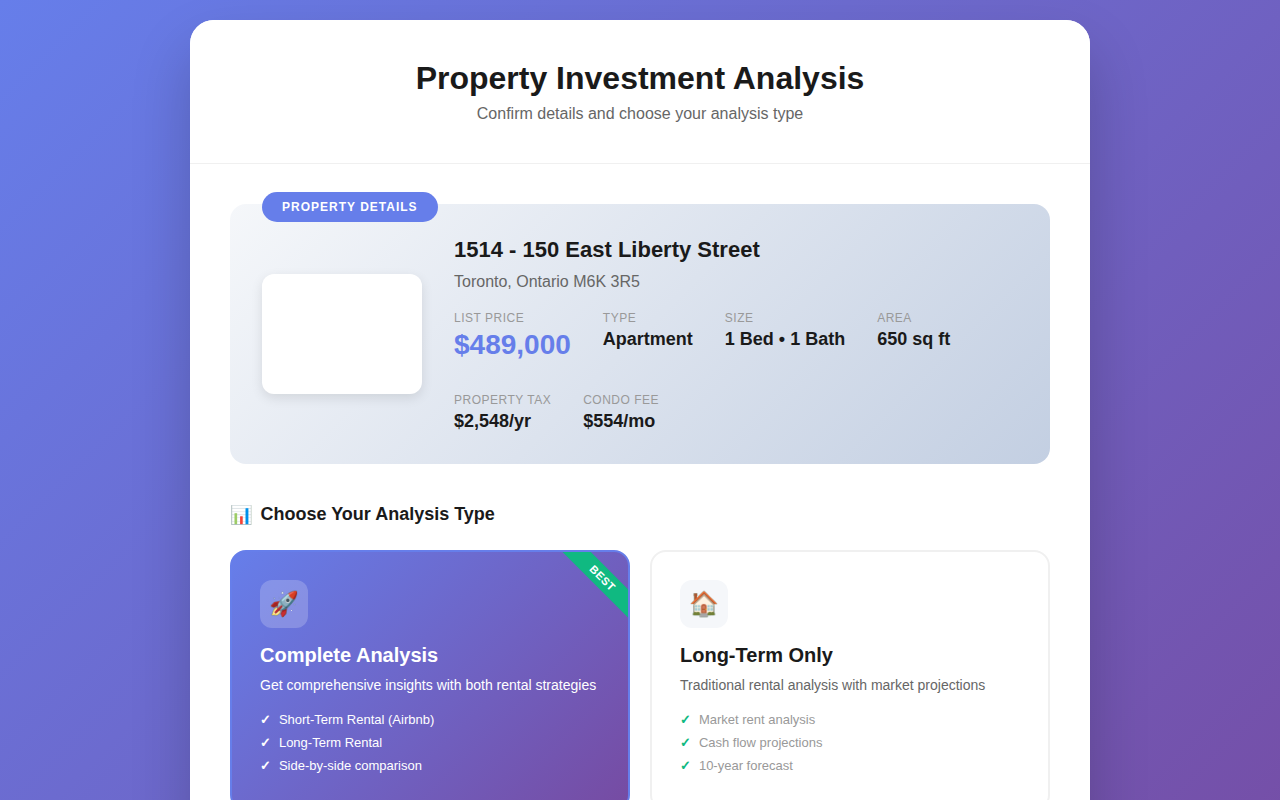 Property Investment Analysis
Confirm details and choose your analysis type
PROPERTY DETAILS
1514 - 150 East Liberty Street
Toronto, Ontario M6K 3R5
LIST PRICE
$489,000
TYPE
Apartment
SIZE
1 Bed • 1 Bath
AREA
650 sq ft
PROPERTY TAX
$2,548/yr
CONDO FEE
$554/mo
📊 Choose Your Analysis Type
BEST
Complete Analysis
Get comprehensive insights with both rental strategies
✓ Short-Term Rental (Airbnb)
✓ Long-Term Rental
✓ Side-by-side comparison
Long-Term Only
Traditional rental analysis with market projections
✓ Market rent analysis
✓ Cash flow projections
✓ 10-year forecast